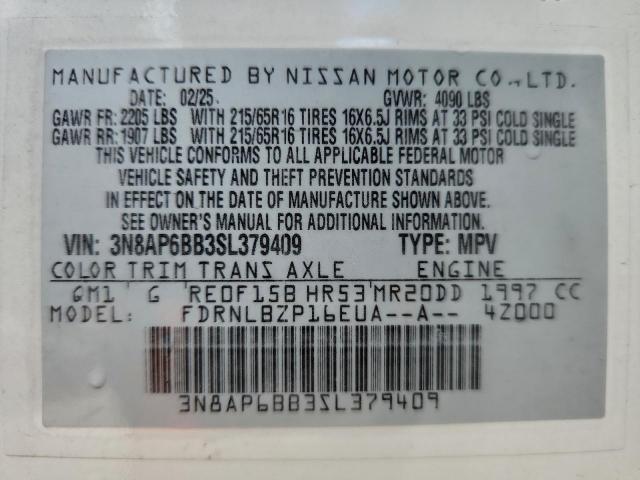 MANUFACTURED BY NISSAN MOTOR CO.,LTD.
DATE: 02/25 GVWR: 4090 LBS
GAWR FR: 2205 LBS WITH 215/65R16 TIRES 16X6.5J RIMS AT 33 PSI COLD SINGLE
GAWR RR: 1907 LBS WITH 215/65R16 TIRES 16X6.5J RIMS AT 33 PSI COLD SINGLE
THIS VEHICLE CONFORMS TO ALL APPLICABLE FEDERAL MOTOR
VEHICLE SAFETY AND THEFT PREVENTION STANDARDS
IN EFFECT ON THE DATE OF MANUFACTURE SHOWN ABOVE.
SEE OWNER'S MANUAL FOR ADDITIONAL INFORMATION.
VIN: 3N8AP6BB3SL379409 TYPE: MPV
COLOR TRIM TRANS AXLE ENGINE
GM1 G RE0F15B HR53 MR20DD 1997 CC
MODEL: FDRNLBZP16EUA--A-- 4Z000
3N8AP6BB3SL379409